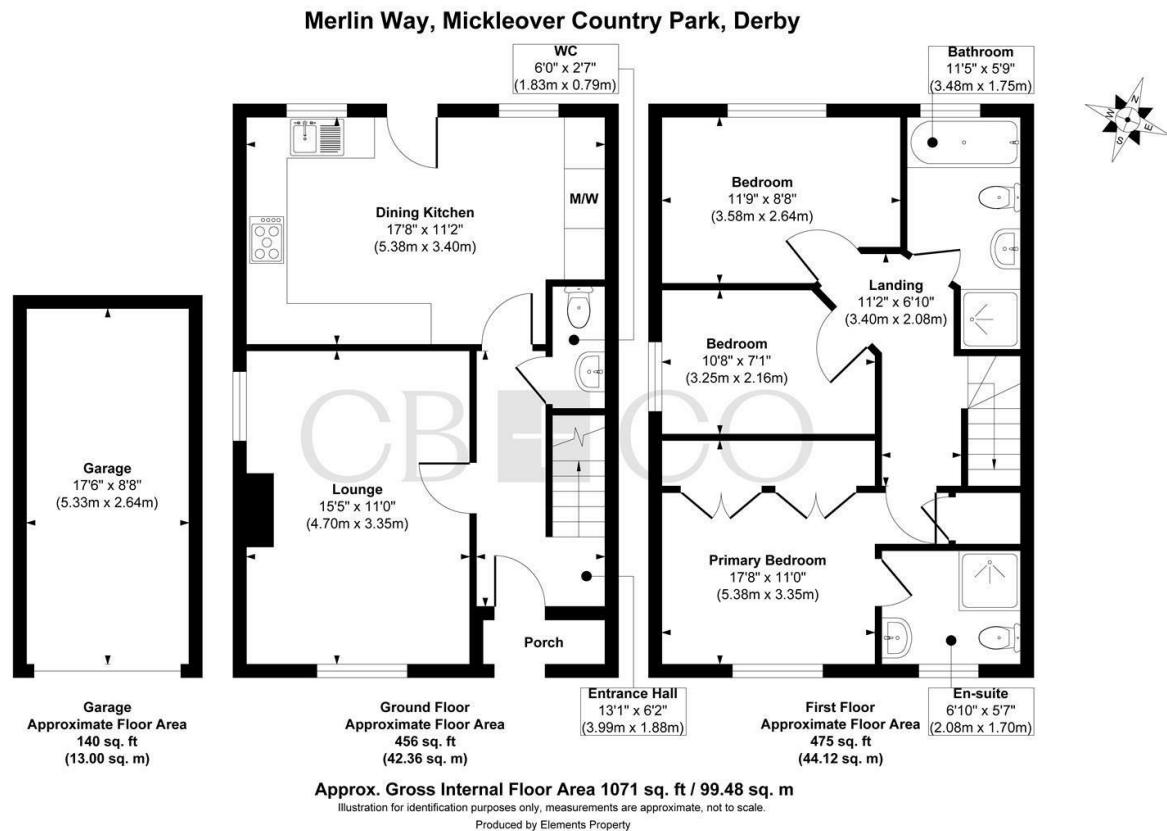 Merlin Way, Mickleover Country Park, Derby
WC
6'0" x 2'7"
(1.83m x 0.79m)
Bathroom
11'5" x 5'9"
(3.48m x 1.75m)
N
E
S
W
Dining Kitchen
17'8" x 11'2"
(5.38m x 3.40m)
M/W
Bedroom
11'9" x 8'8"
(3.58m x 2.64m)
Landing
11'2" x 6'10"
(3.40m x 2.08m)
Bedroom
10'8" x 7'1"
(3.25m x 2.16m)
CB CO
Garage
17'6" x 8'8"
(5.33m x 2.64m)
Lounge
15'5" x 11'0"
(4.70m x 3.35m)
Primary Bedroom
17'8" x 11'0"
(5.38m x 3.35m)
Porch
Entrance Hall
13'1" x 6'2"
(3.99m x 1.88m)
En-suite
6'10" x 5'7"
(2.08m x 1.70m)
Garage
Approximate Floor Area
140 sq. ft
(13.00 sq. m)
Ground Floor
Approximate Floor Area
456 sq. ft
(42.36 sq. m)
First Floor
Approximate Floor Area
475 sq. ft
(44.12 sq. m)
Approx. Gross Internal Floor Area 1071 sq. ft / 99.48 sq. m
Illustration for identification purposes only, measurements are approximate, not to scale.
Produced by Elements Property